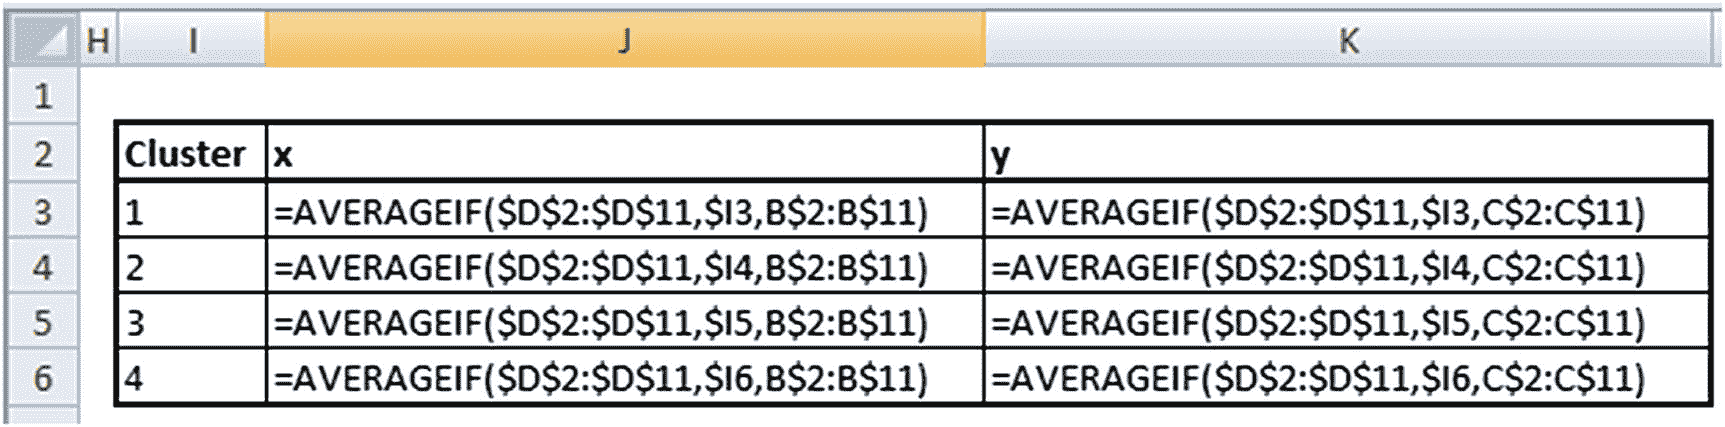 H I J K
1
2 Cluster x y
3 1 =AVERAGEIF($D$2:$D$11,$I3,B$2:B$11) =AVERAGEIF($D$2:$D$11,$I3,C$2:C$11)
4 2 =AVERAGEIF($D$2:$D$11,$I4,B$2:B$11) =AVERAGEIF($D$2:$D$11,$I4,C$2:C$11)
5 3 =AVERAGEIF($D$2:$D$11,$I5,B$2:B$11) =AVERAGEIF($D$2:$D$11,$I5,C$2:C$11)
6 4 =AVERAGEIF($D$2:$D$11,$I6,B$2:B$11) =AVERAGEIF($D$2:$D$11,$I6,C$2:C$11)